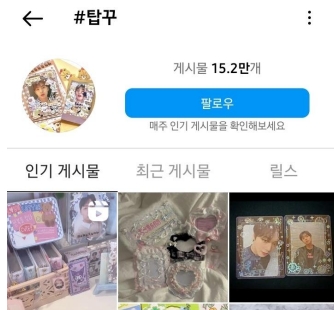 #탑꾸
게시물 15.2만개
팔로우
매주 인기 게시물을 확인해보세요
인기 게시물
최근 게시물
릴스